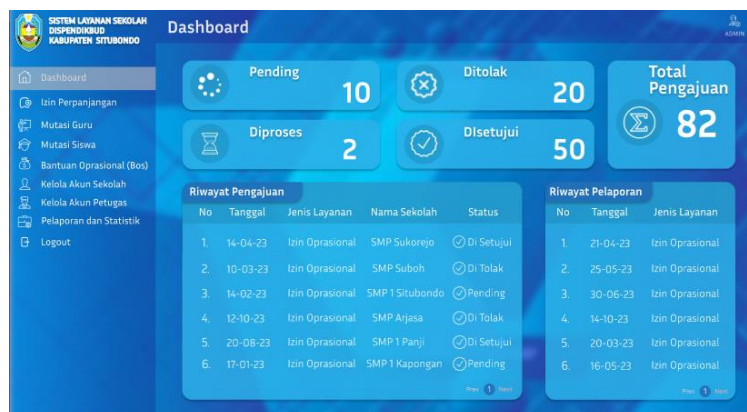 SISTEM LAYANAN SEKOLAH
DISPENDIKBUD
KABUPATEN SITUBONDO
Dashboard
ADMIN
Dashboard
Izin Perpanjangan
Mutasi Guru
Mutasi Siswa
Bantuan Oprasional (Bos)
Kelola Akun Sekolah
Kelola Akun Petugas
Pelaporan dan Statistik
Logout
Pending
10
Ditolak
20
Total
Pengajuan
82
Diproses
2
DIsetujui
50
Riwayat Pengajuan
No Tanggal Jenis Layanan Nama Sekolah Status
1. 14-04-23 Izin Oprasional SMP Sukorejo Di Setujui
2. 10-03-23 Izin Oprasional SMP Suboh Di Tolak
3. 14-02-23 Izin Oprasional SMP 1 Situbondo Pending
4. 12-10-23 Izin Oprasional SMP Arjasa Di Tolak
5. 20-08-23 Izin Oprasional SMP 1 Panji Di Setujui
6. 17-01-23 Izin Oprasional SMP 1 Kapongan Pending
Prev 1 Next
Riwayat Pelaporan
No Tanggal Jenis Layanan
1. 21-04-23 Izin Oprasional
2. 25-05-23 Izin Oprasional
3. 30-06-23 Izin Oprasional
4. 14-10-23 Izin Oprasional
5. 20-03-23 Izin Oprasional
6. 16-05-23 Izin Oprasional
Prev 1 Next